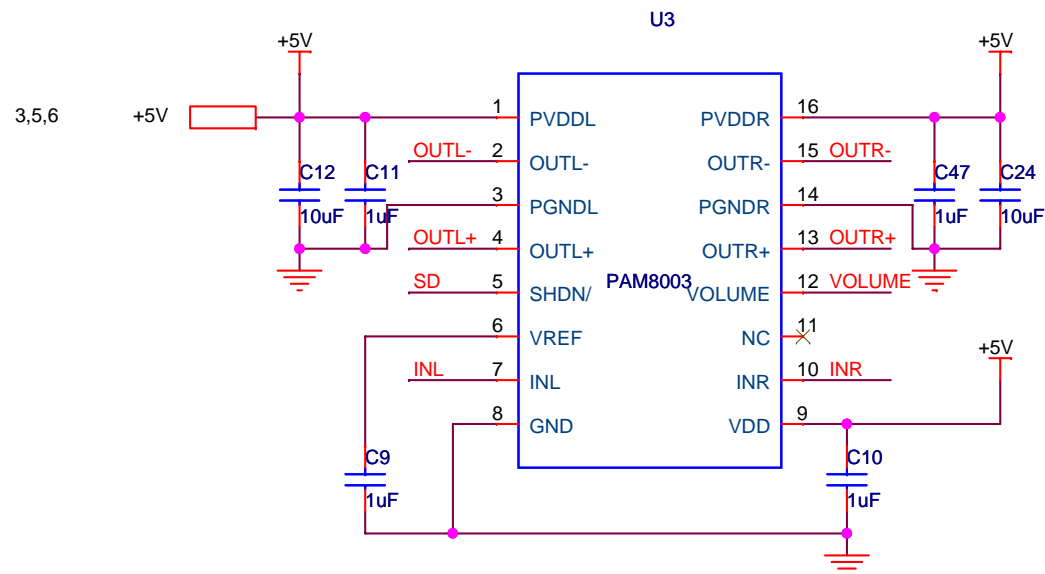 U3
+5V
+5V
3,5,6
+5V
1
PVDDL
PVDDR
16
OUTL-
2
OUTL-
OUTR-
15
OUTR-
C12
10uF
C11
1uF
3
PGNDL
PGNDR
14
C47
1uF
C24
10uF
OUTL+
4
OUTL+
OUTR+
13
OUTR+
SD
5
SHDN/
PAM8003
VOLUME
12
VOLUME
6
VREF
NC
11
+5V
INL
7
INL
INR
10
INR
8
GND
VDD
9
C9
1uF
C10
1uF